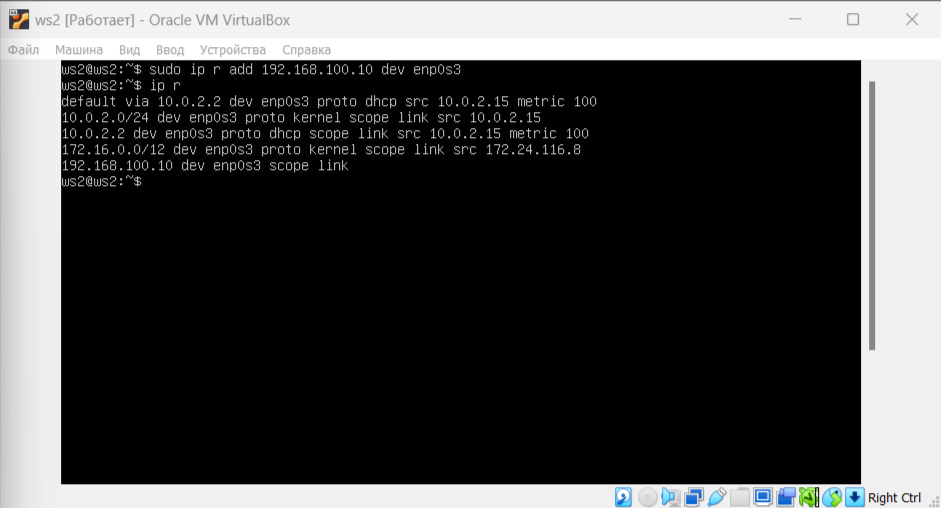 ws2 [Работает] - Oracle VM VirtualBox
Файл Машина Вид Ввод Устройства Справка
ws2@ws2:~$ sudo ip r add 192.168.100.10 dev enp0s3
ws2@ws2:~$ ip r
default via 10.0.2.2 dev enp0s3 proto dhcp src 10.0.2.15 metric 100
10.0.2.0/24 dev enp0s3 proto kernel scope link src 10.0.2.15
10.0.2.2 dev enp0s3 proto dhcp scope link src 10.0.2.15 metric 100
172.16.0.0/12 dev enp0s3 proto kernel scope link src 172.24.116.8
192.168.100.10 dev enp0s3 scope link
ws2@ws2:~$
Right Ctrl